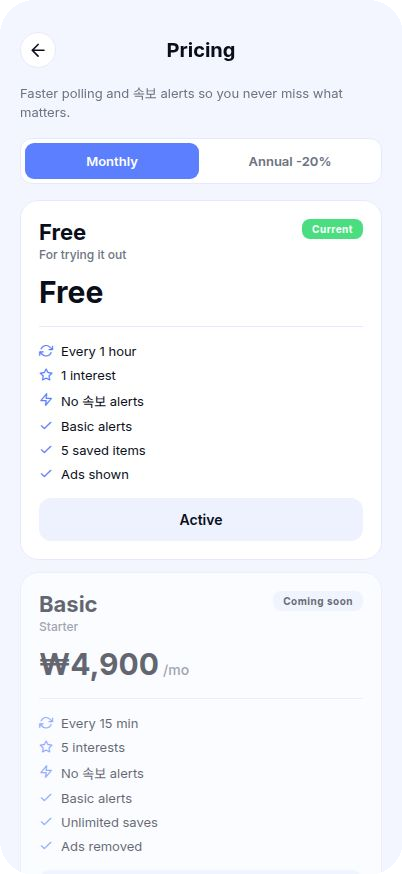 Pricing
Faster polling and 속보 alerts so you never miss what
matters.
Monthly
Annual -20%
Free
Current
For trying it out
Free
Every 1 hour
1 interest
No 속보 alerts
Basic alerts
5 saved items
Ads shown
Active
Basic
Coming soon
Starter
₩4,900 /mo
Every 15 min
5 interests
No 속보 alerts
Basic alerts
Unlimited saves
Ads removed